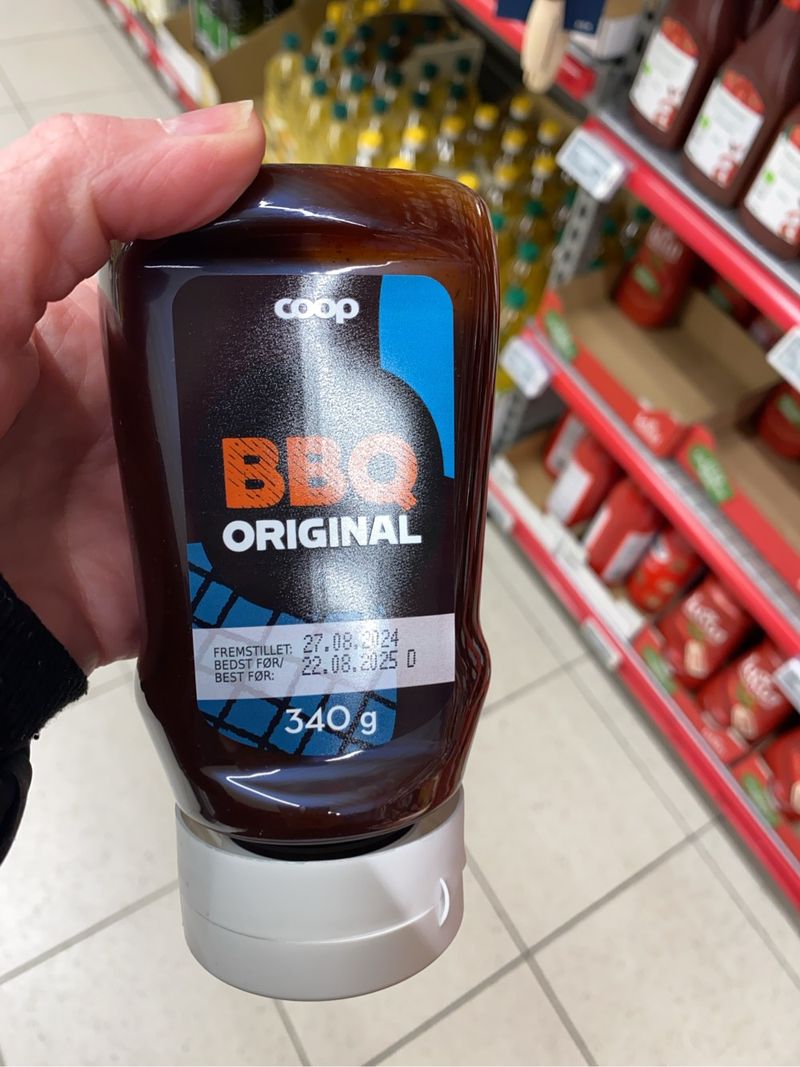 coop
BBQ
ORIGINAL
FREMSTILLET: 27.08.2024
BEDST FØR/ 22.08.2025 D
BEST FØR:
340 g